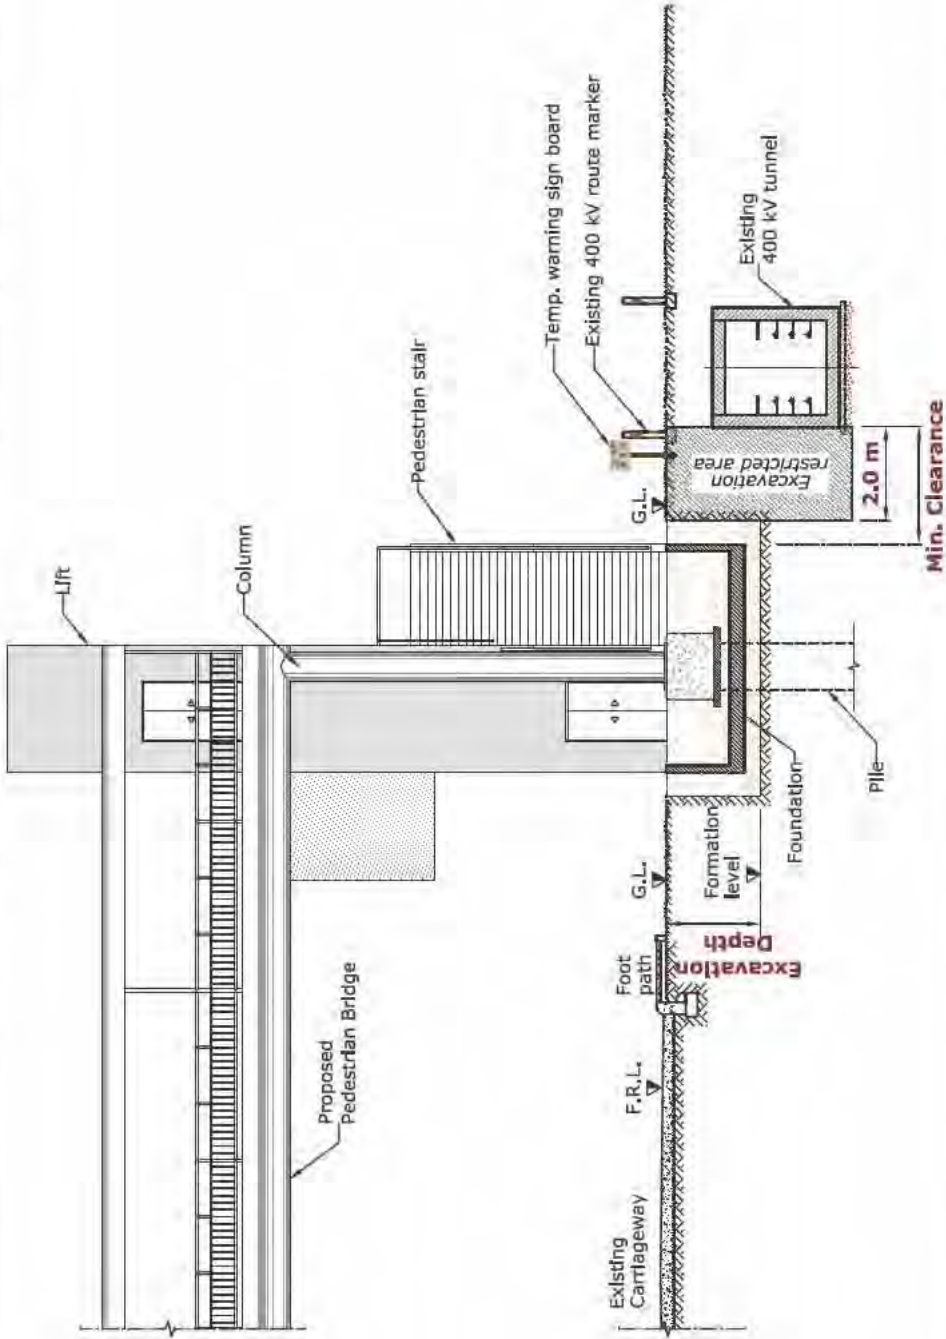 Lift
Column
Pedestrian stair
Temp. warning sign board
Existing 400 kV route marker
Proposed
Pedestrian Bridge
Existing
Carriageway
F.R.L.
Foot
path
G.L.
G.L.
Formation
level
Excavation
Depth
Foundation
Pile
Excavation
restricted area
Existing
400 kV tunnel
2.0 m
Min. Clearance